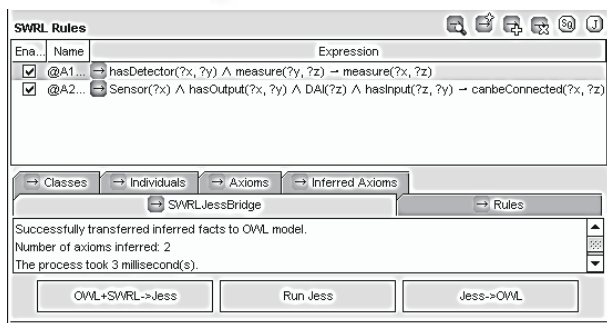 SWRL Rules
SQ J
Ena... Name Expression
@A1... → hasDetector(?x, ?y) ∧ measure(?y, ?z) → measure(?x, ?z)
@A2... → Sensor(?x) ∧ hasOutput(?x, ?y) ∧ DAI(?z) ∧ hasInput(?z, ?y) → canbeConnected(?x, ?z)
→ Classes → Individuals → Axioms → Inferred Axioms
→ SWRLJessBridge → Rules
Successfully transferred inferred facts to OWL model.
Number of axioms inferred: 2
The process took 3 millisecond(s).
OWL+SWRL->Jess Run Jess Jess->OWL